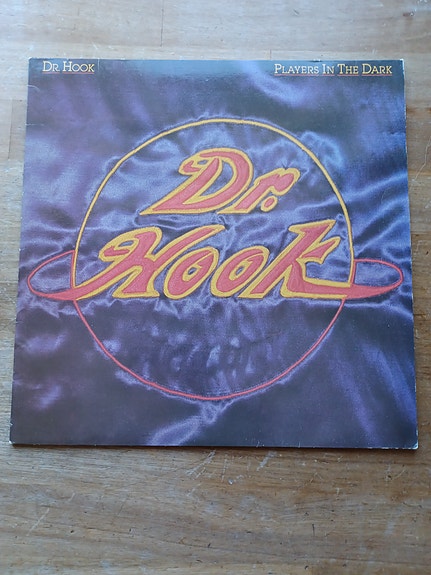 Dr. Hook
Players In The Dark
Dr.
Hook